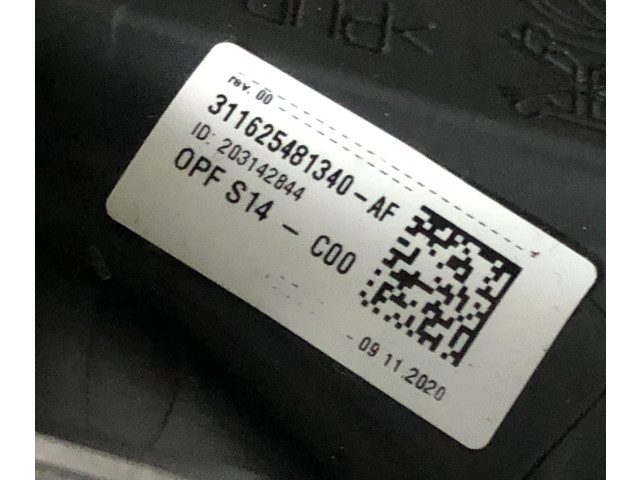 rev. 00
311625481340-AF
ID: 203142844
OPF S14 - C00
- 09 11.2020